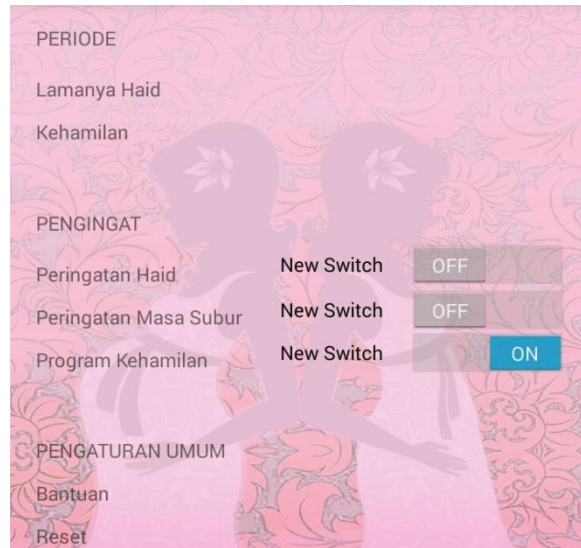 PERIODE
Lamanya Haid
Kehamilan
PENGINGAT
Peringatan Haid New Switch OFF
Peringatan Masa Subur New Switch OFF
Program Kehamilan New Switch ON
PENGATURAN UMUM
Bantuan
Reset